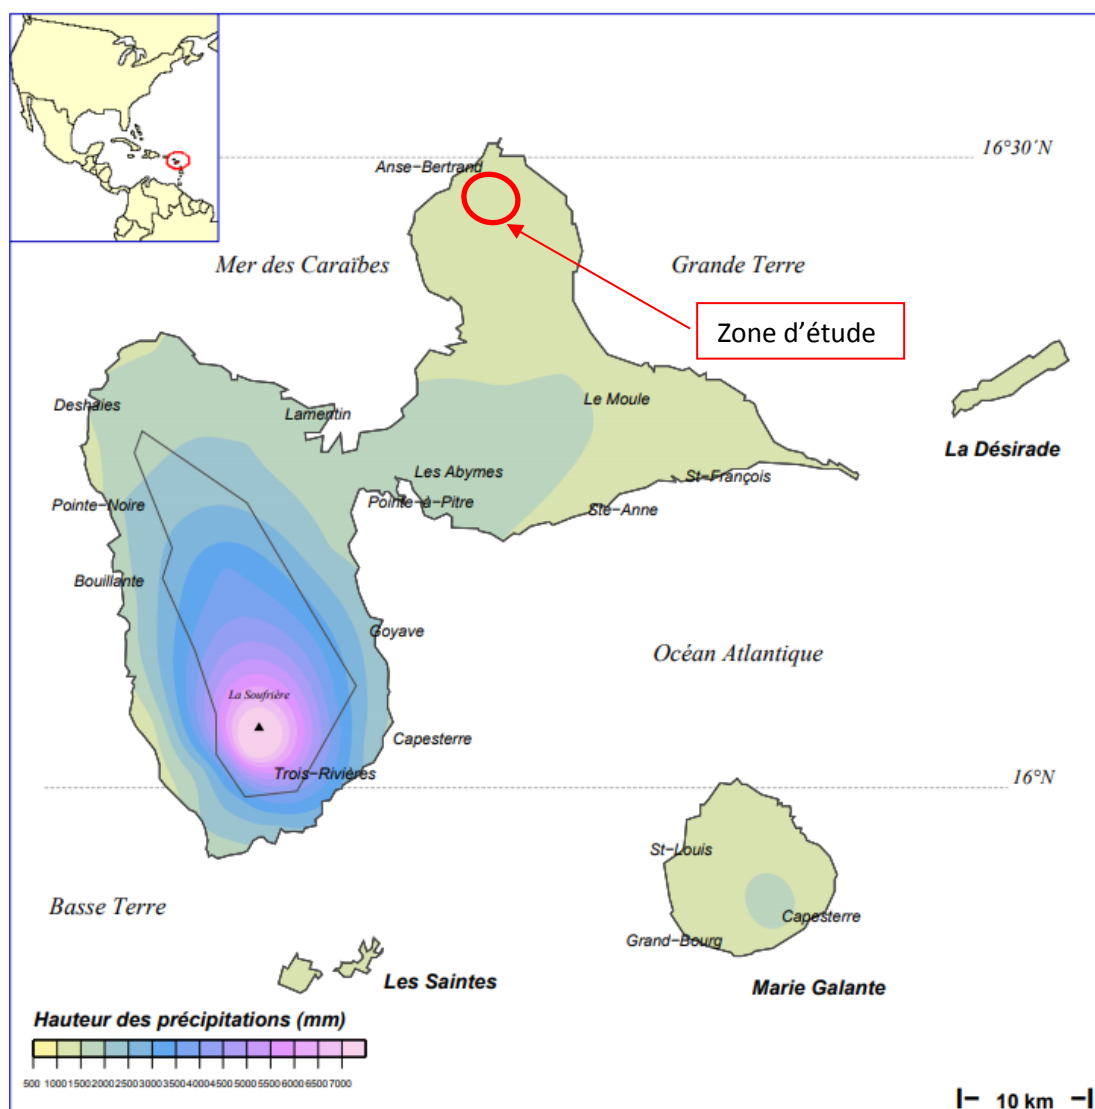 16°30'N
Anse-Bertrand
Mer des Caraïbes
Grande Terre
Zone d'étude
Deshaies
Lamentin
Le Moule
La Désirade
Les Abymes
St-François
Pointe-Noire
Pointe-à-Pitre
Ste-Anne
Bouillante
Goyave
Océan Atlantique
La Soufrière
Capesterre
Trois-Rivières
16°N
St-Louis
Basse Terre
Capesterre
Grand-Bourg
Les Saintes
Marie Galante
Hauteur des précipitations (mm)
500 1000 1500 2000 2500 3000 3500 4000 4500 5000 5500 6000 6500 7000
10 km